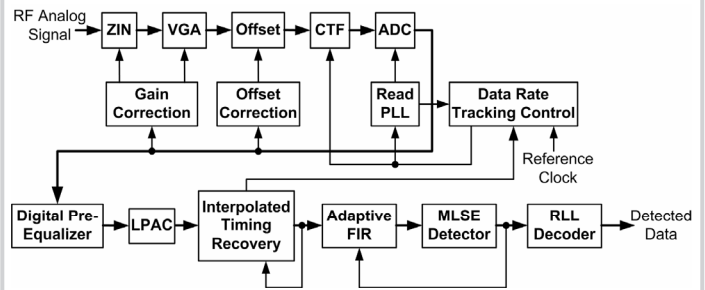 RF Analog
Signal
ZIN
VGA
Offset
CTF
ADC
Gain
Correction
Offset
Correction
Read
PLL
Data Rate
Tracking Control
Reference
Clock
Digital Pre-
Equalizer
LPAC
Interpolated
Timing
Recovery
Adaptive
FIR
MLSE
Detector
RLL
Decoder
Detected
Data